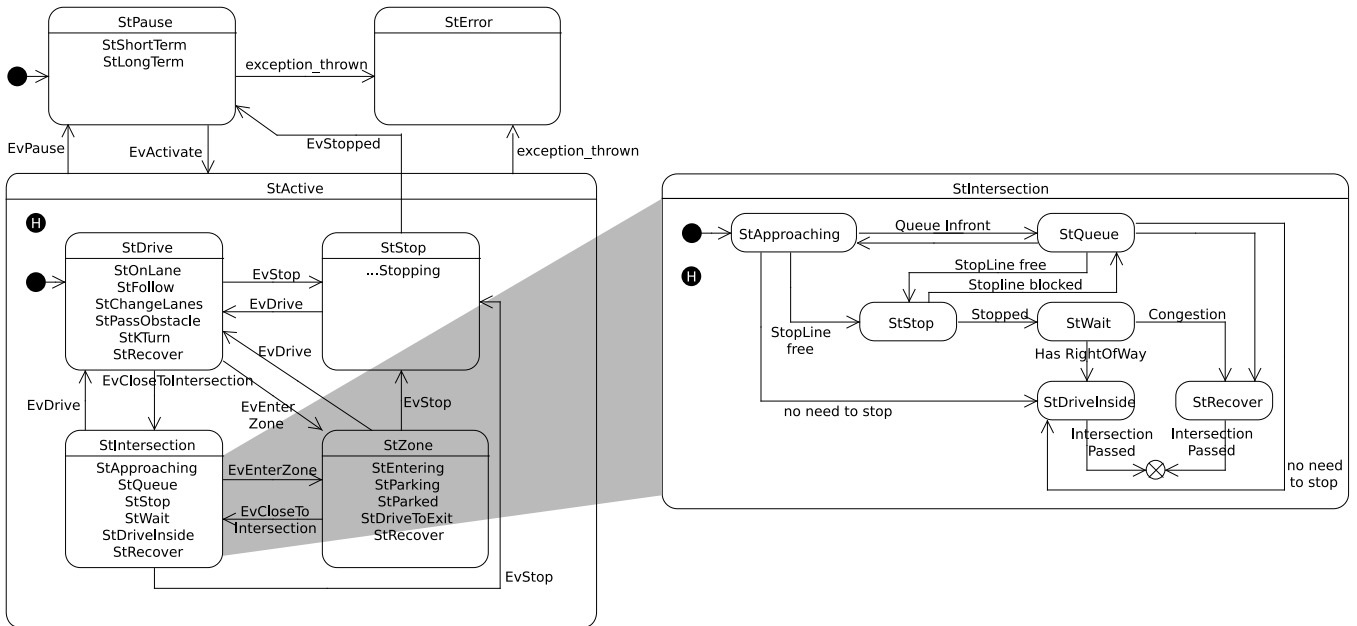 StPause
StShortTerm
StLongTerm
exception_thrown
StError
EvPause
EvActivate
EvStopped
exception_thrown
StActive
H
StDrive
StOnLane
StFollow
StChangeLanes
StPassObstacle
StKTurn
StRecover
EvStop
EvDrive
StStop
...Stopping
EvDrive
EvCloseToIntersection
EvDrive
EvEnter
Zone
EvStop
StIntersection
StApproaching
StQueue
StStop
StWait
StDriveInside
StRecover
EvEnterZone
EvCloseTo
Intersection
StZone
StEntering
StParking
StParked
StDriveToExit
StRecover
EvStop
StIntersection
StApproaching
Queue Infront
StQueue
H
StopLine free
Stopline blocked
StStop
Stopped
StWait
Congestion
StopLine
free
Has RightOfWay
no need to stop
StDriveInside
StRecover
Intersection
Passed
Intersection
Passed
no need
to stop